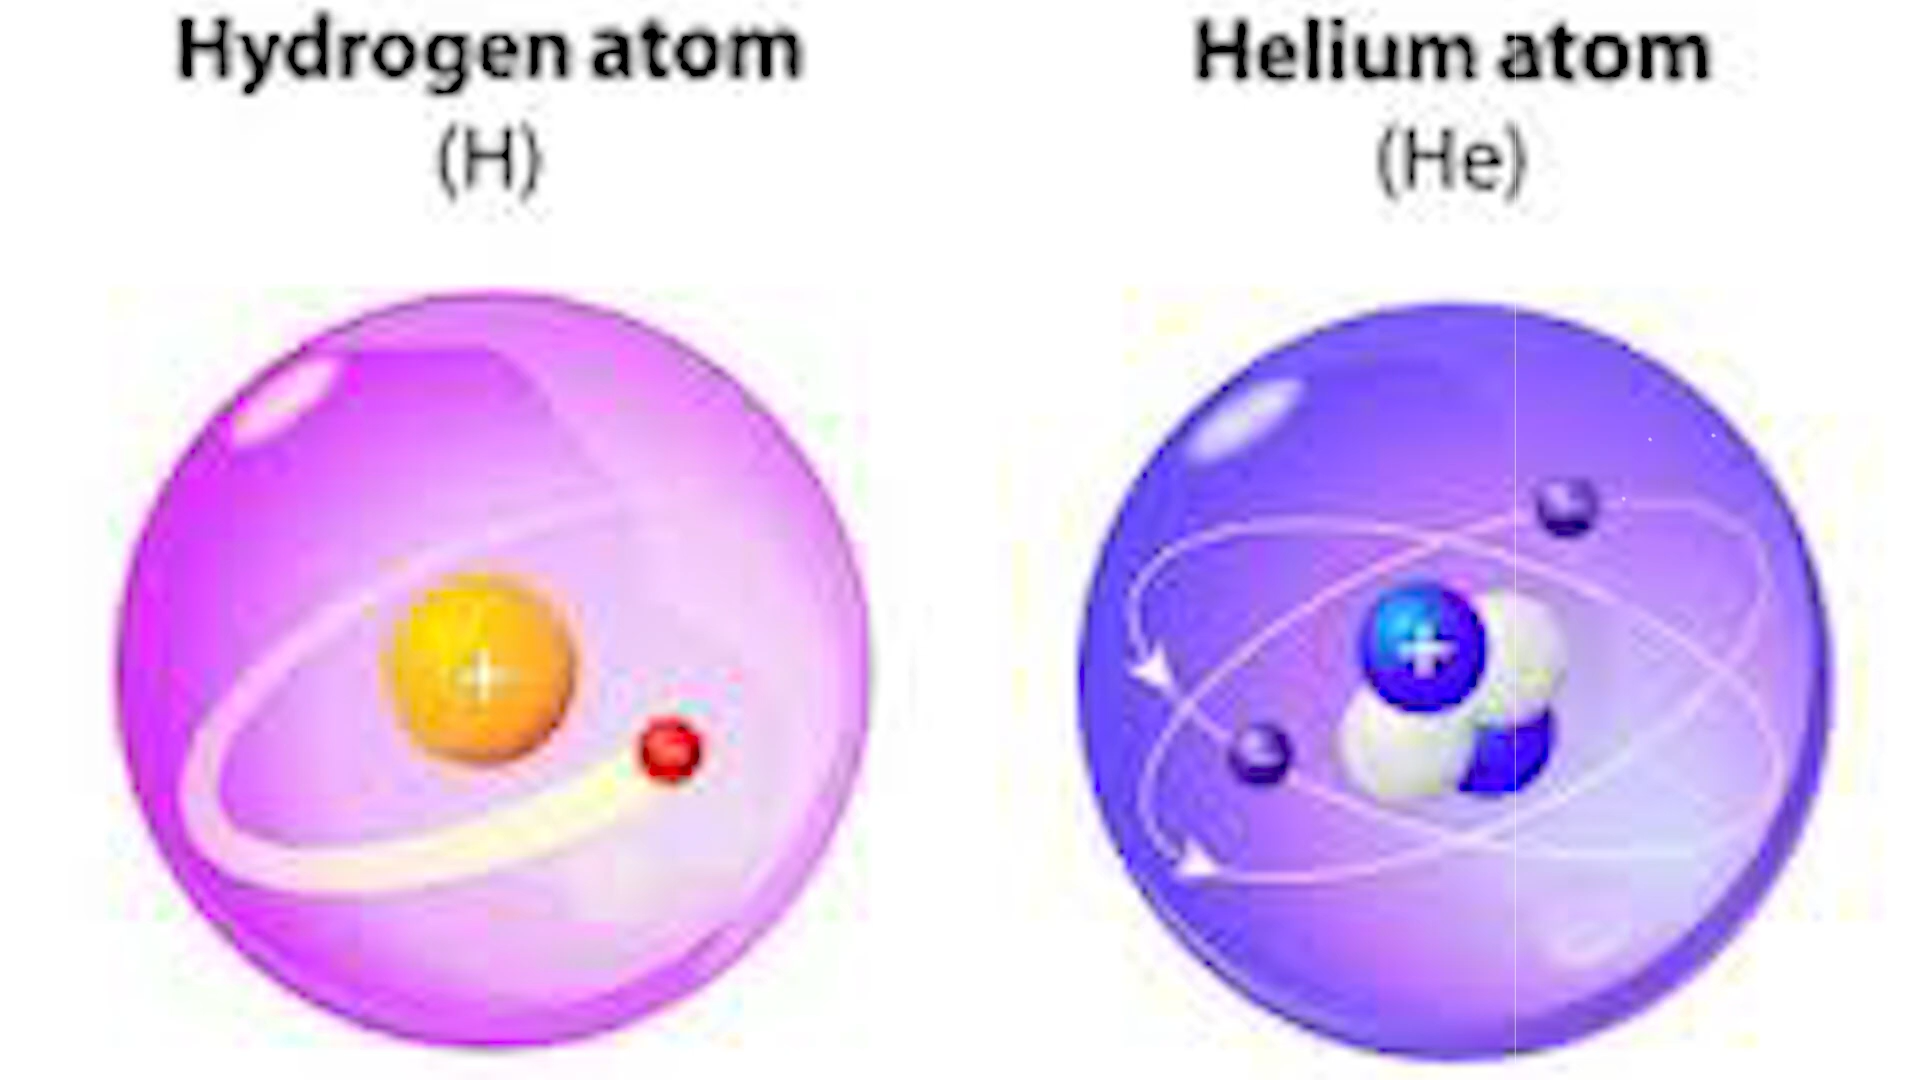 Hydrogen atom
(H)
Helium atom
(He)
+
-
+